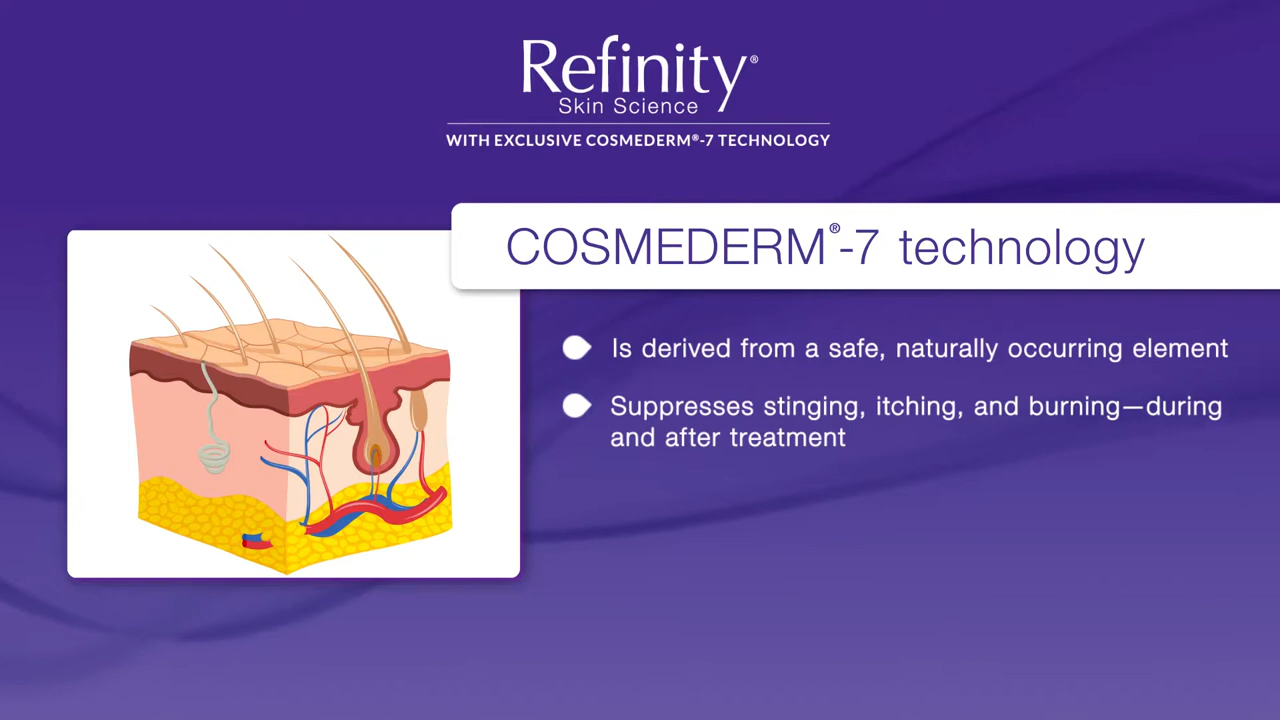 Refinity®
Skin Science
WITH EXCLUSIVE COSMEDERM®-7 TECHNOLOGY
COSMEDERM®-7 technology
Is derived from a safe, naturally occurring element
Suppresses stinging, itching, and burning—during
and after treatment